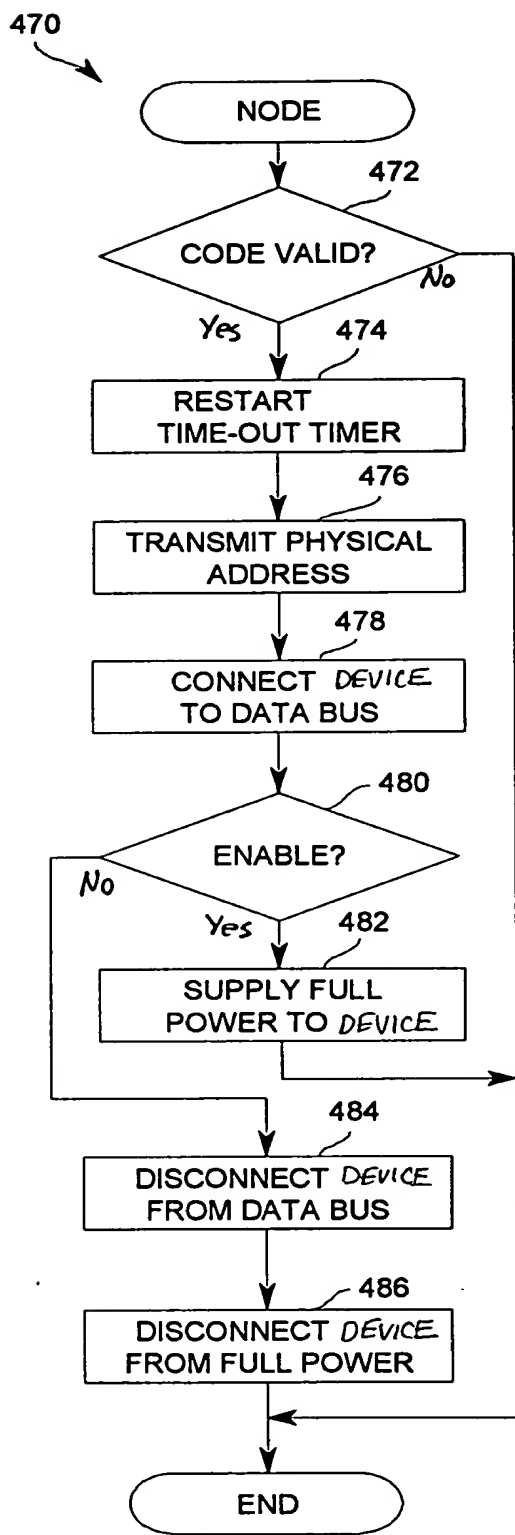 470
NODE
472
CODE VALID?
No
Yes
474
RESTART
TIME-OUT TIMER
476
TRANSMIT PHYSICAL
ADDRESS
478
CONNECT DEVICE
TO DATA BUS
480
ENABLE?
No
Yes
482
SUPPLY FULL
POWER TO DEVICE
484
DISCONNECT DEVICE
FROM DATA BUS
486
DISCONNECT DEVICE
FROM FULL POWER
END